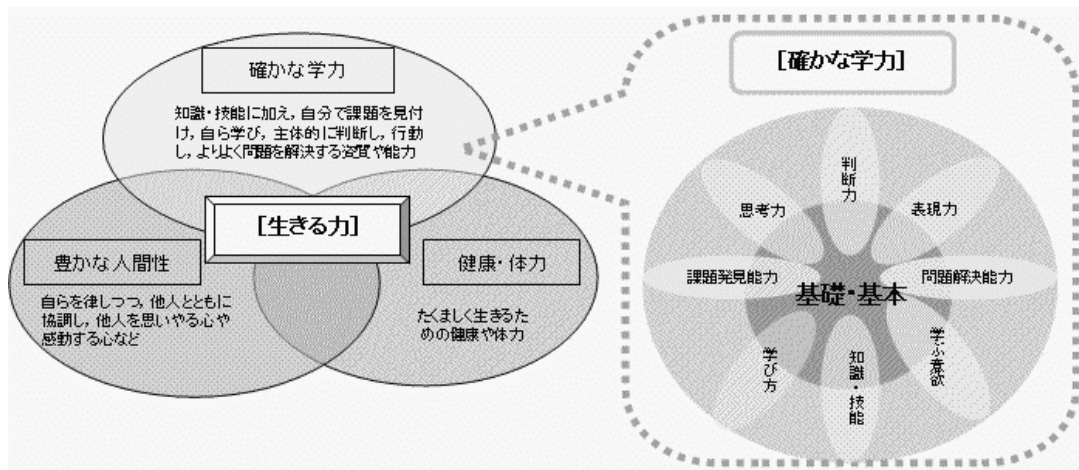 確かな学力
知識・技能に加え，自分で課題を見付
け，自ら学び，主体的に判断し，行動
し，よりよく問題を解決する資質や能力
[生きる力]
豊かな人間性
自らを律しつつ，他人とともに
協調し，他人を思いやる心や
感動する心など
健康・体力
たくましく生きるた
めの健康や体力
[確かな学力]
判断力
思考力
表現力
課題発見能力
問題解決能力
基礎・基本
学び方
知識・技能
学ぶ意欲